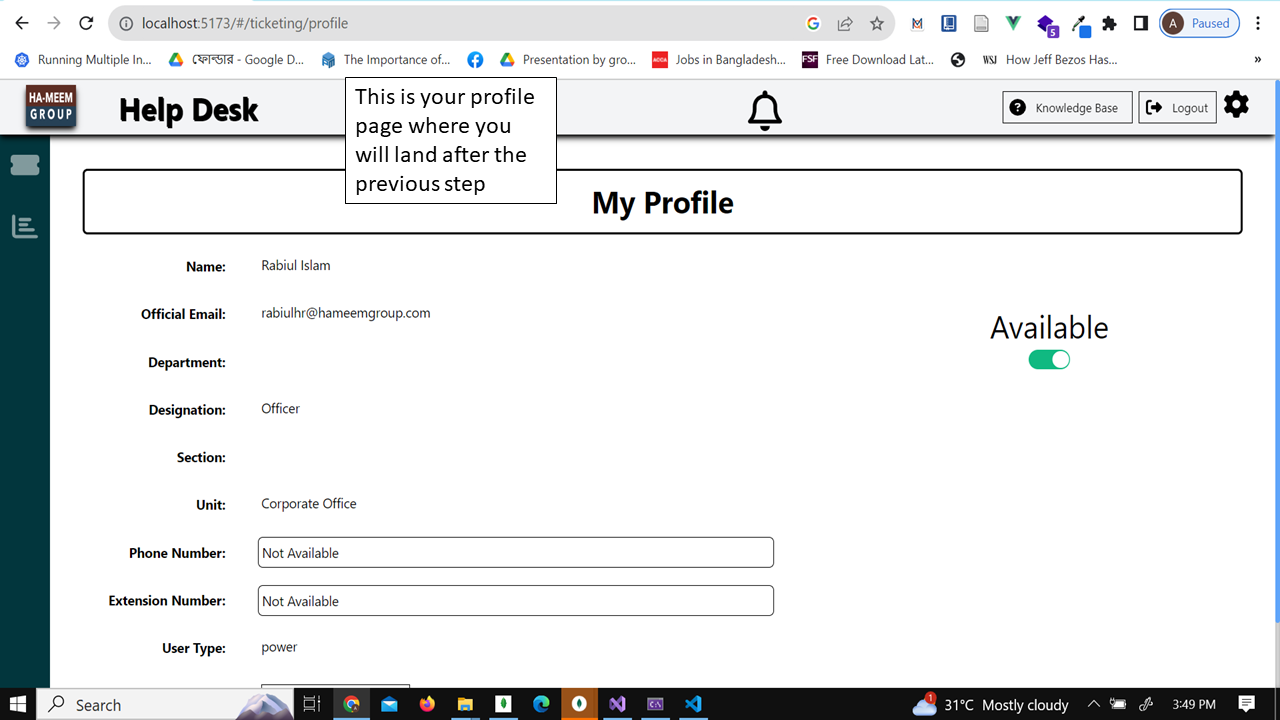 localhost:5173/#/ticketing/profile
A Paused
5
Running Multiple In...
ফোল্ডার - Google D...
The Importance of...
Presentation by gro...
ACCA Jobs in Bangladesh...
FSF Free Download Lat...
WSJ How Jeff Bezos Has...
»
HA-MEEM
GROUP
Help Desk
This is your profile
page where you
will land after the
previous step
Knowledge Base
Logout
My Profile
Name: Rabiul Islam
Official Email: rabiulhr@hameemgroup.com
Available
Department:
Designation: Officer
Section:
Unit: Corporate Office
Phone Number: Not Available
Extension Number: Not Available
User Type: power
Search
1
31°C Mostly cloudy
3:49 PM